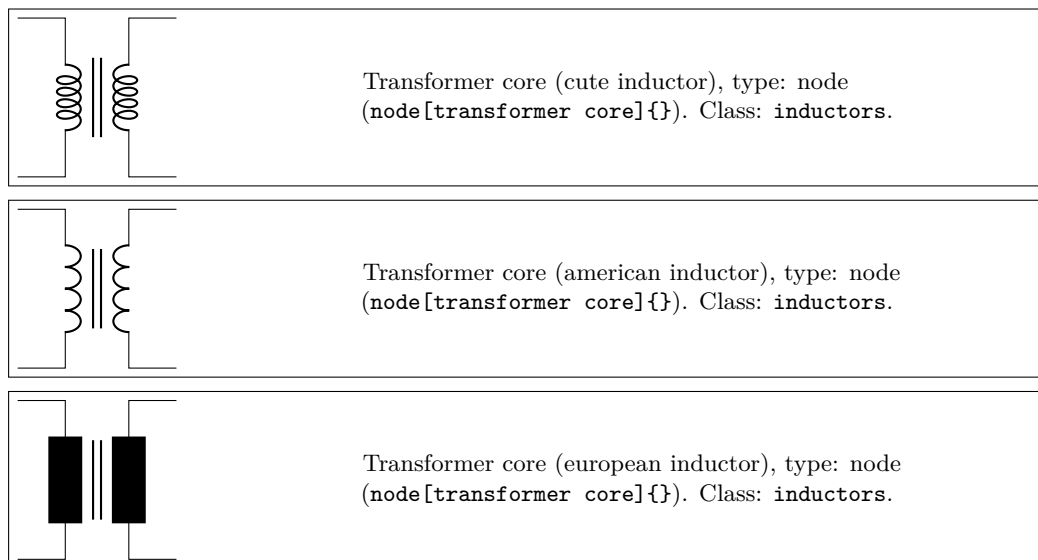 Transformer core (cute inductor), type: node
(node[transformer core]{}). Class: inductors.
Transformer core (american inductor), type: node
(node[transformer core]{}). Class: inductors.
Transformer core (european inductor), type: node
(node[transformer core]{}). Class: inductors.